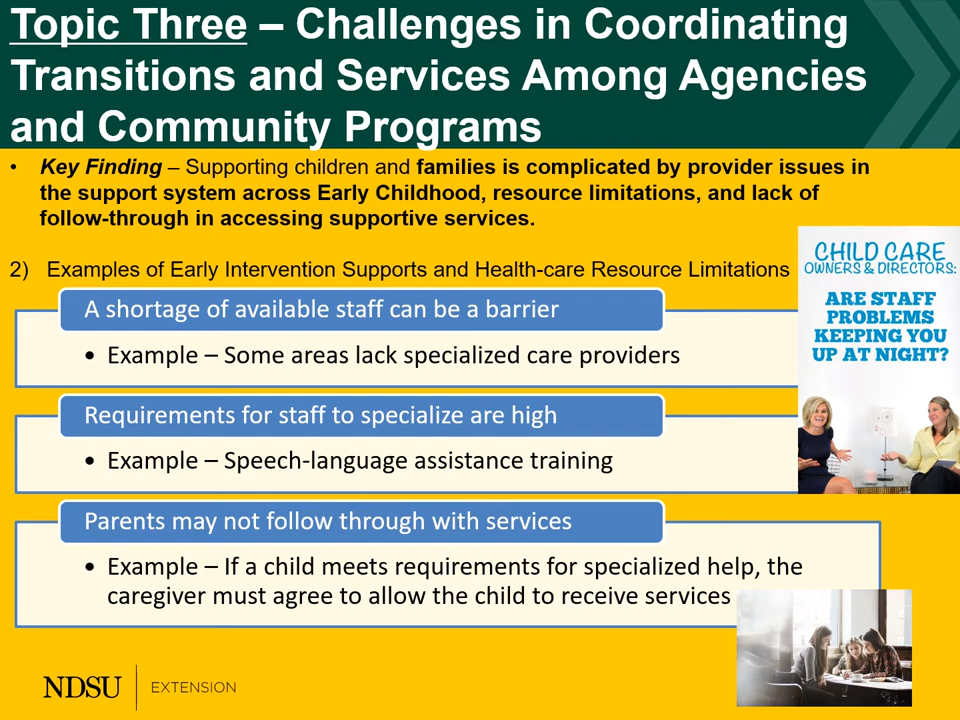 Topic Three – Challenges in Coordinating
Transitions and Services Among Agencies
and Community Programs
• Key Finding – Supporting children and families is complicated by provider issues in
the support system across Early Childhood, resource limitations, and lack of
follow-through in accessing supportive services.
2) Examples of Early Intervention Supports and Health-care Resource Limitations
CHILD CARE
OWNERS & DIRECTORS:
ARE STAFF
PROBLEMS
KEEPING YOU
UP AT NIGHT?
A shortage of available staff can be a barrier
• Example – Some areas lack specialized care providers
Requirements for staff to specialize are high
• Example – Speech-language assistance training
Parents may not follow through with services
• Example – If a child meets requirements for specialized help, the
caregiver must agree to allow the child to receive services
NDSU EXTENSION